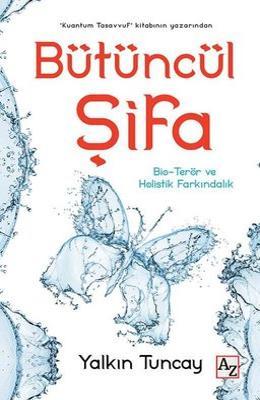 'Kuantum Tasavvuf' kitabının yazarından
Bütüncül
Şifa
Bio-Terör ve
Holistik Farkındalık
Yalkın Tuncay
AZ